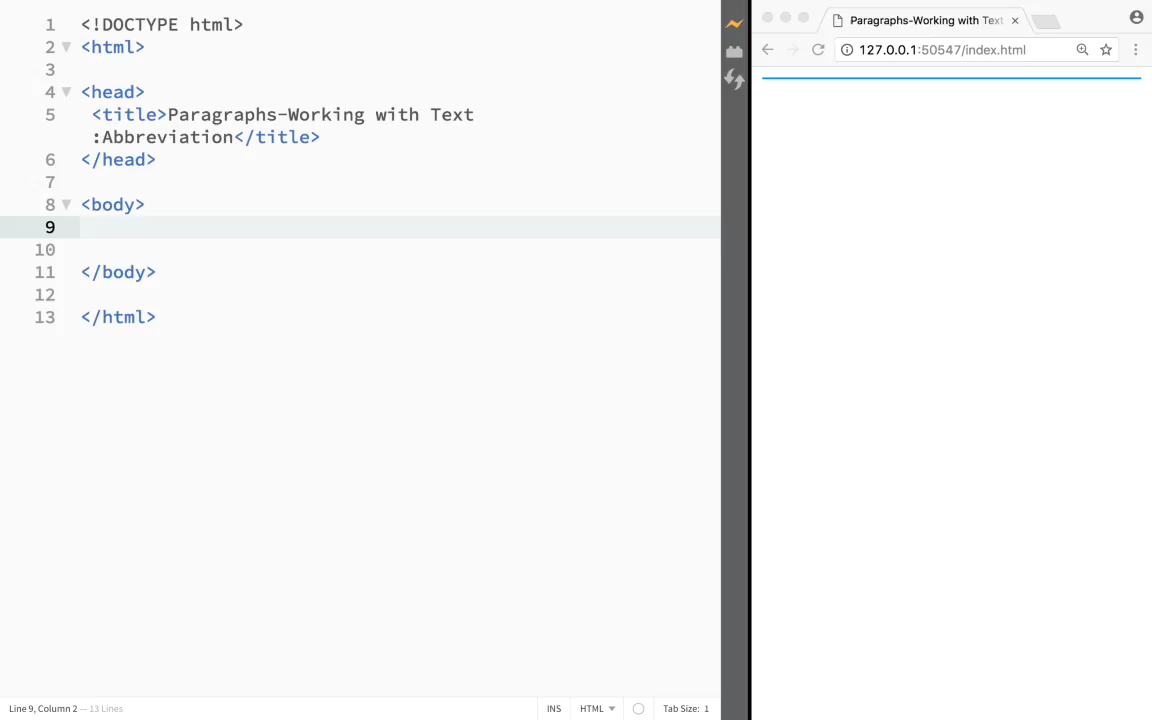 1 <!DOCTYPE html>
2 <html>
3
4 <head>
5 <title>Paragraphs-Working with Text
:Abbreviation</title>
6 </head>
7
8 <body>
9
10
11 </body>
12
13 </html>
Line 9, Column 2 — 13 Lines
INS
HTML
Tab Size: 1
Paragraphs-Working with Text
127.0.0.1:50547/index.html